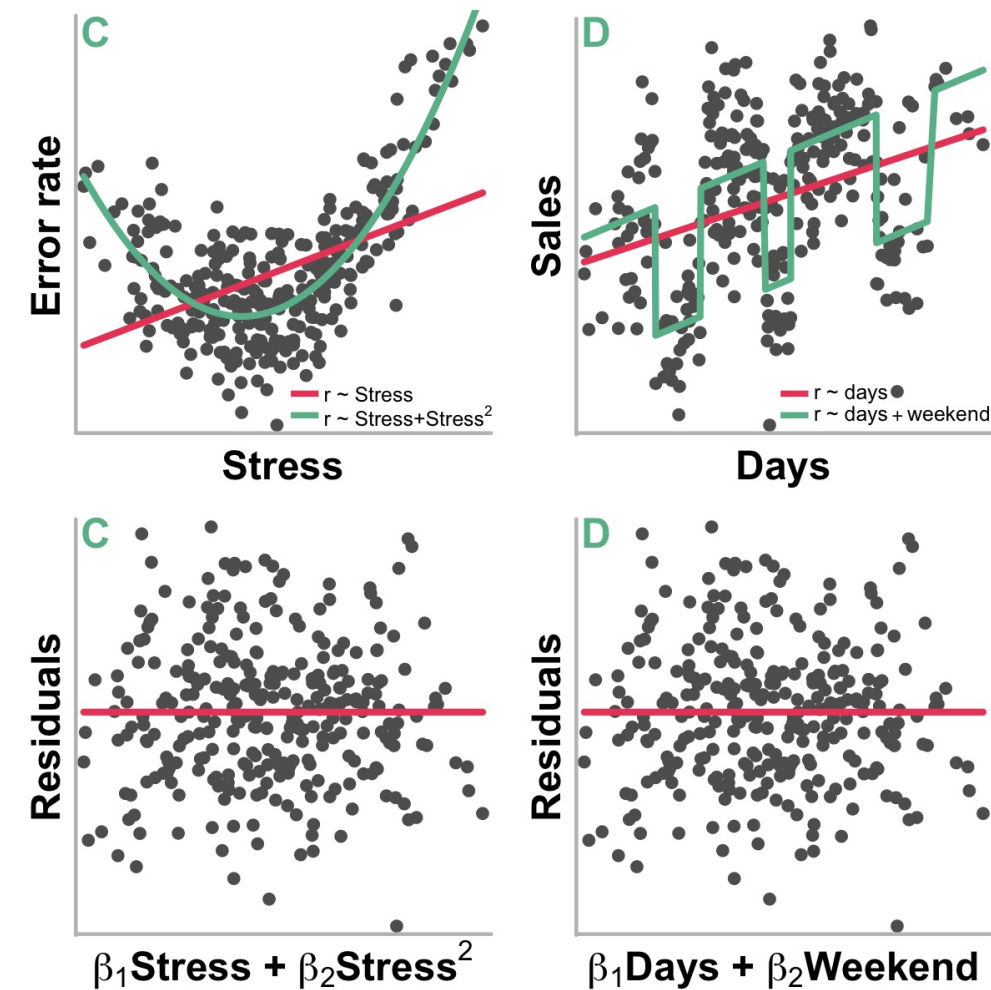 C
Error rate
r ~ Stress
r ~ Stress+Stress²
Stress
D
Sales
r ~ days
r ~ days + weekend
Days
C
Residuals
β₁Stress + β₂Stress²
D
Residuals
β₁Days + β₂Weekend